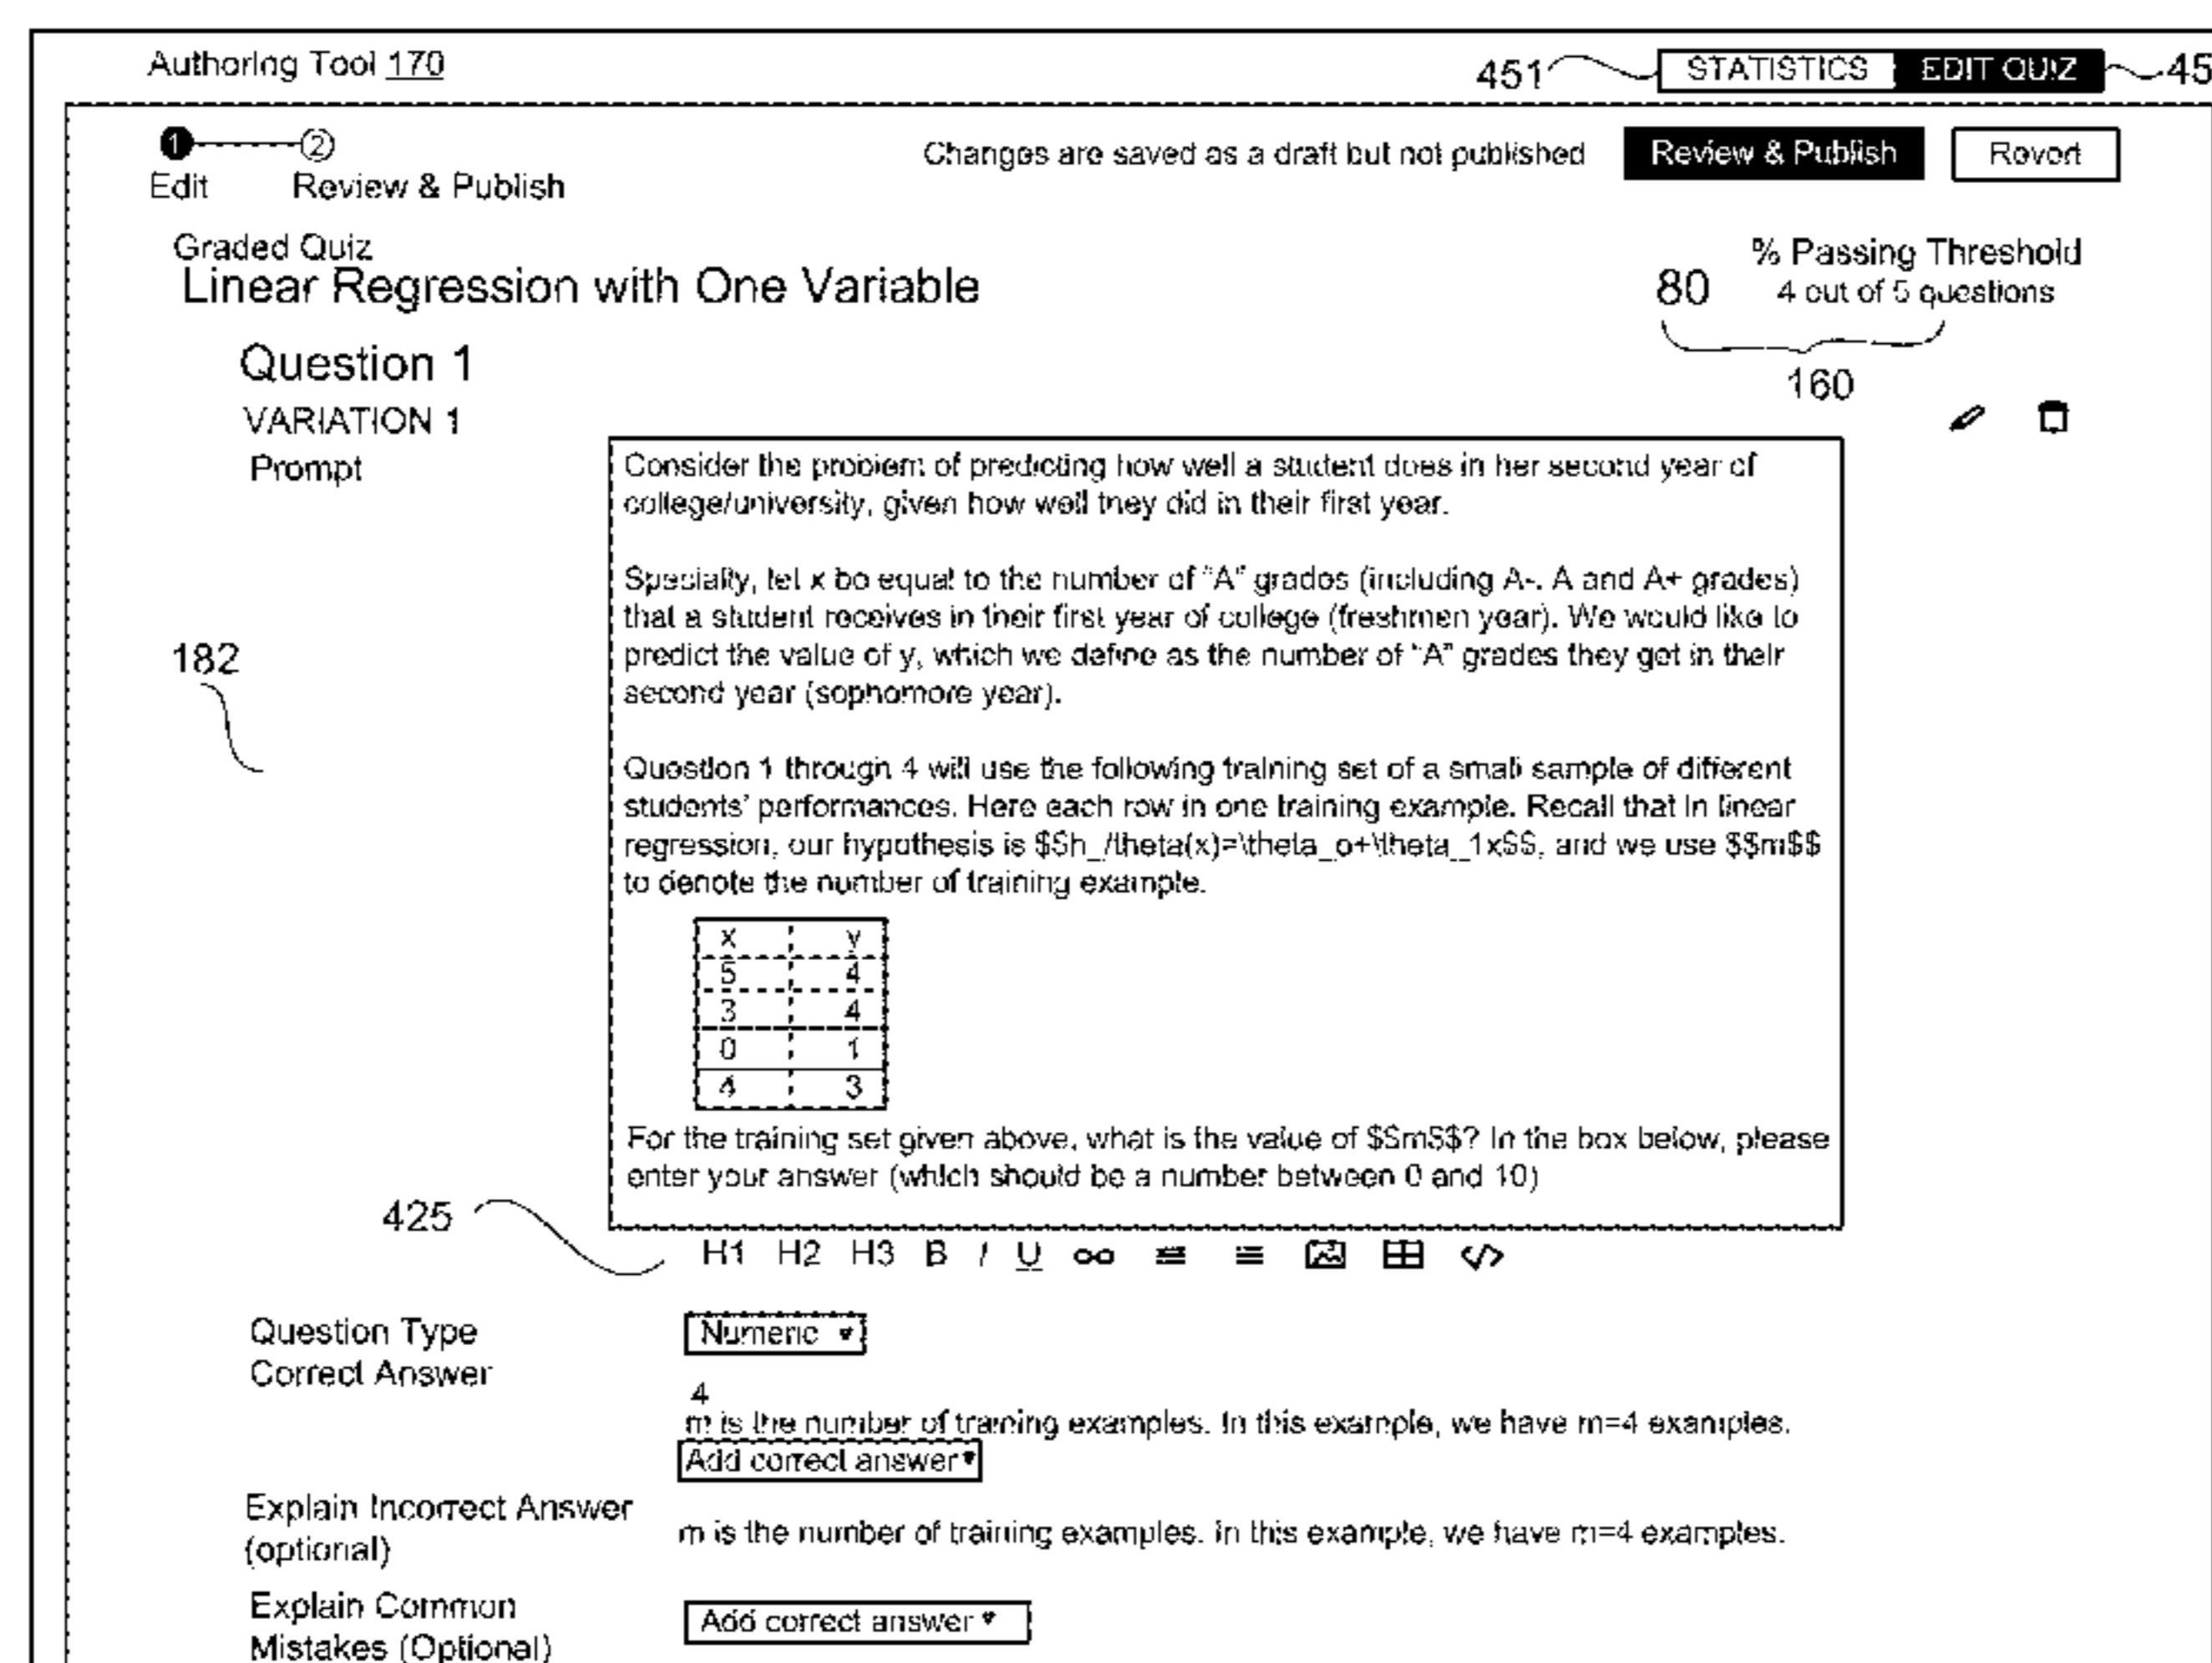 Authoring Tool 170
451 STATISTICS EDIT QUIZ 45
1 2
Edit Review & Publish
Changes are saved as a draft but not published Review & Publish Revert
Graded Quiz
Linear Regression with One Variable
% Passing Threshold
80 4 out of 5 questions
160
Question 1
VARIATION 1
Prompt
Consider the problem of predicting how well a student does in her second year of
college/university, given how well they did in their first year.
Specially, let x be equal to the number of "A" grades (including A-. A and A+ grades)
that a student receives in their first year of college (freshmen year). We would like to
predict the value of y, which we define as the number of "A" grades they get in their
second year (sophomore year).
182
Question 1 through 4 will use the following training set of a small sample of different
students' performances. Here each row in one training example. Recall that in linear
regression, our hypothesis is $$h_/theta(x)=\theta_o+\theta_1x$$, and we use $$m$$
to denote the number of training example.
x y
5 4
3 4
0 1
4 3
For the training set given above, what is the value of $$m$$? In the box below, please
enter your answer (which should be a number between 0 and 10)
425
H1 H2 H3 B I U </>
Question Type Numeric
Correct Answer
4
m is the number of training examples. In this example, we have m=4 examples.
Add correct answer
Explain Incorrect Answer
(optional)
m is the number of training examples. In this example, we have m=4 examples.
Explain Common
Mistakes (Optional)
Add correct answer